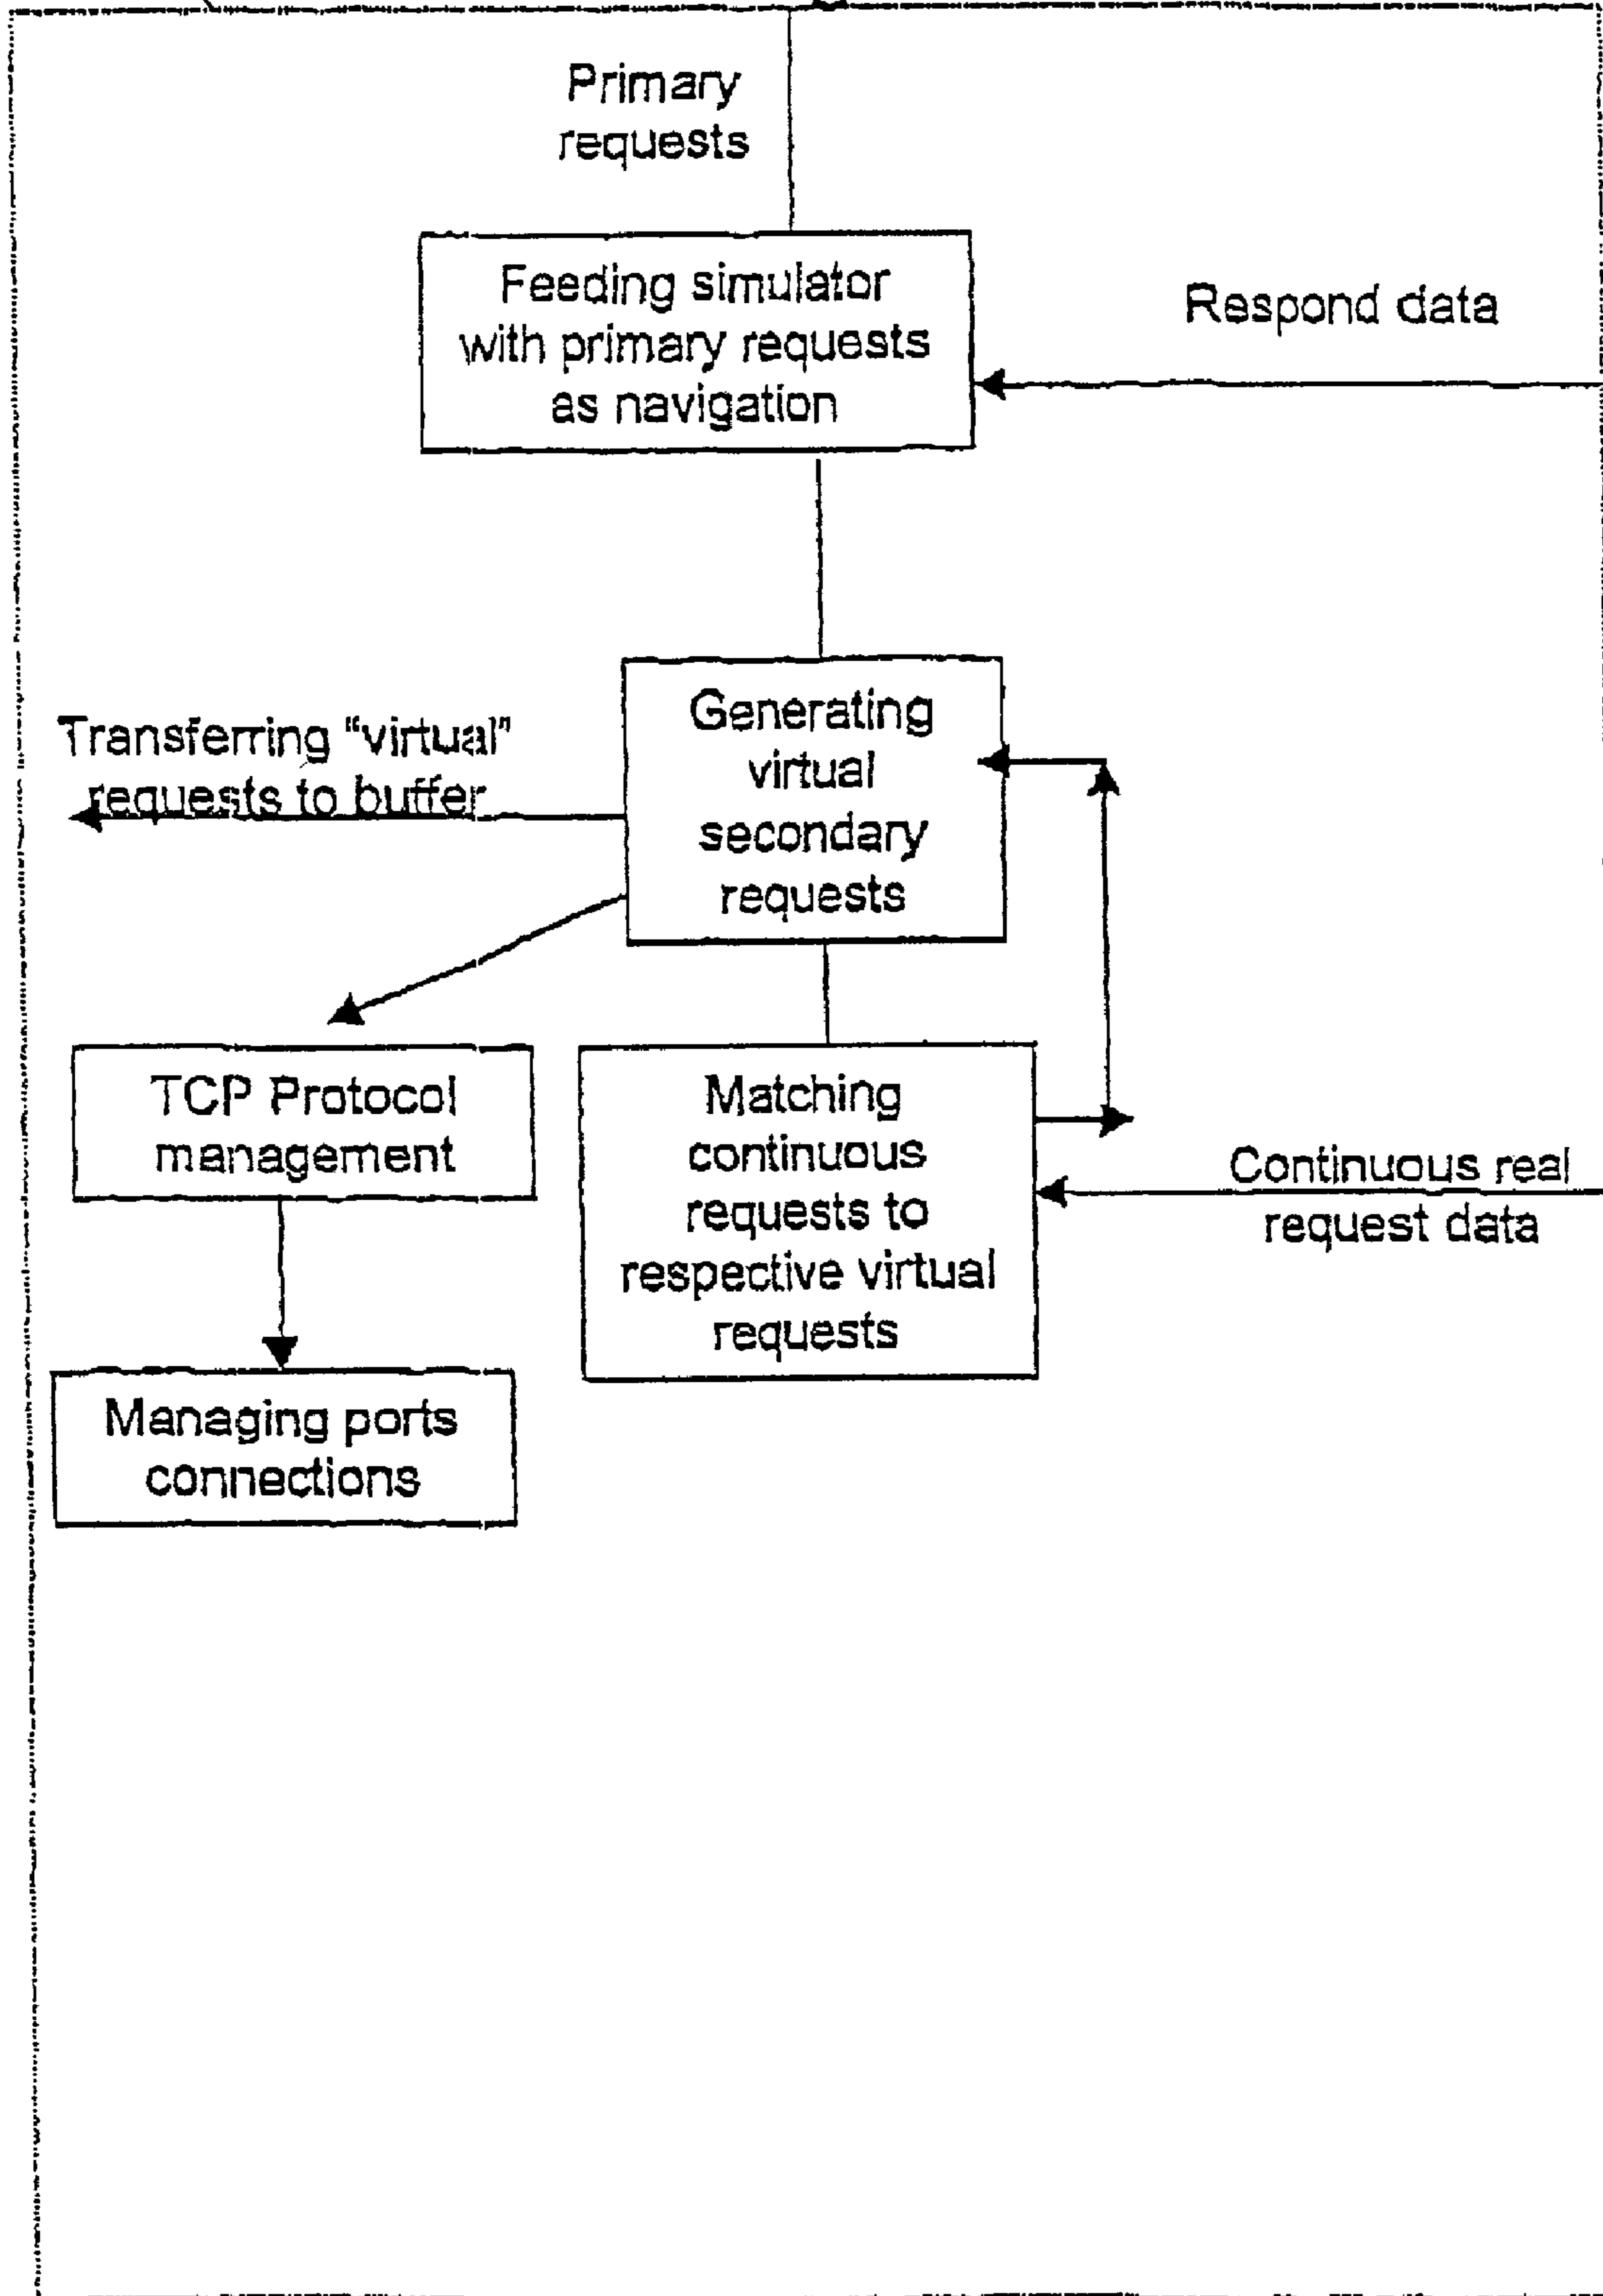 Primary
requests
Feeding simulator
with primary requests
as navigation
Respond data
Generating
virtual
secondary
requests
Transferring “virtual”
requests to buffer
TCP Protocol
management
Matching
continuous
requests to
respective virtual
requests
Continuous real
request data
Managing ports
connections